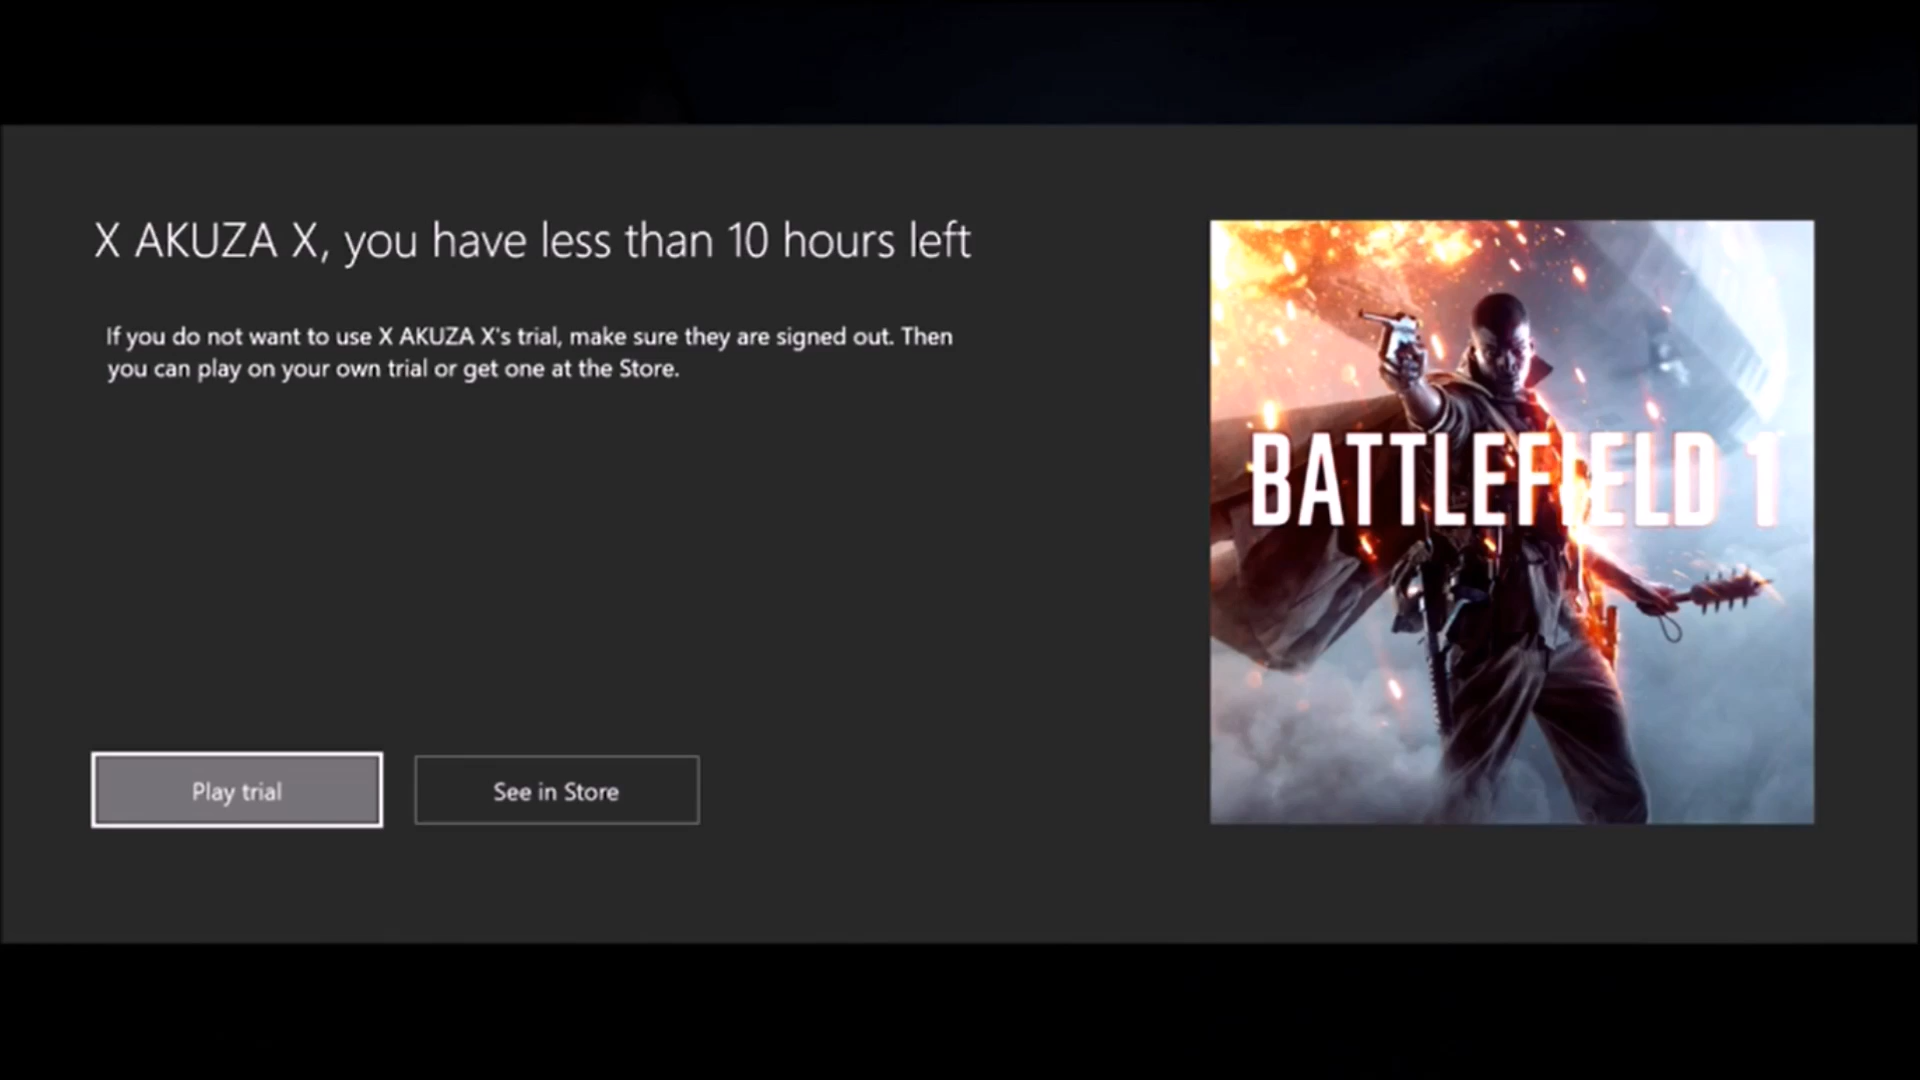 X AKUZA X, you have less than 10 hours left
If you do not want to use X AKUZA X's trial, make sure they are signed out. Then
you can play on your own trial or get one at the Store.
BATTLEFIELD 1
Play trial
See in Store